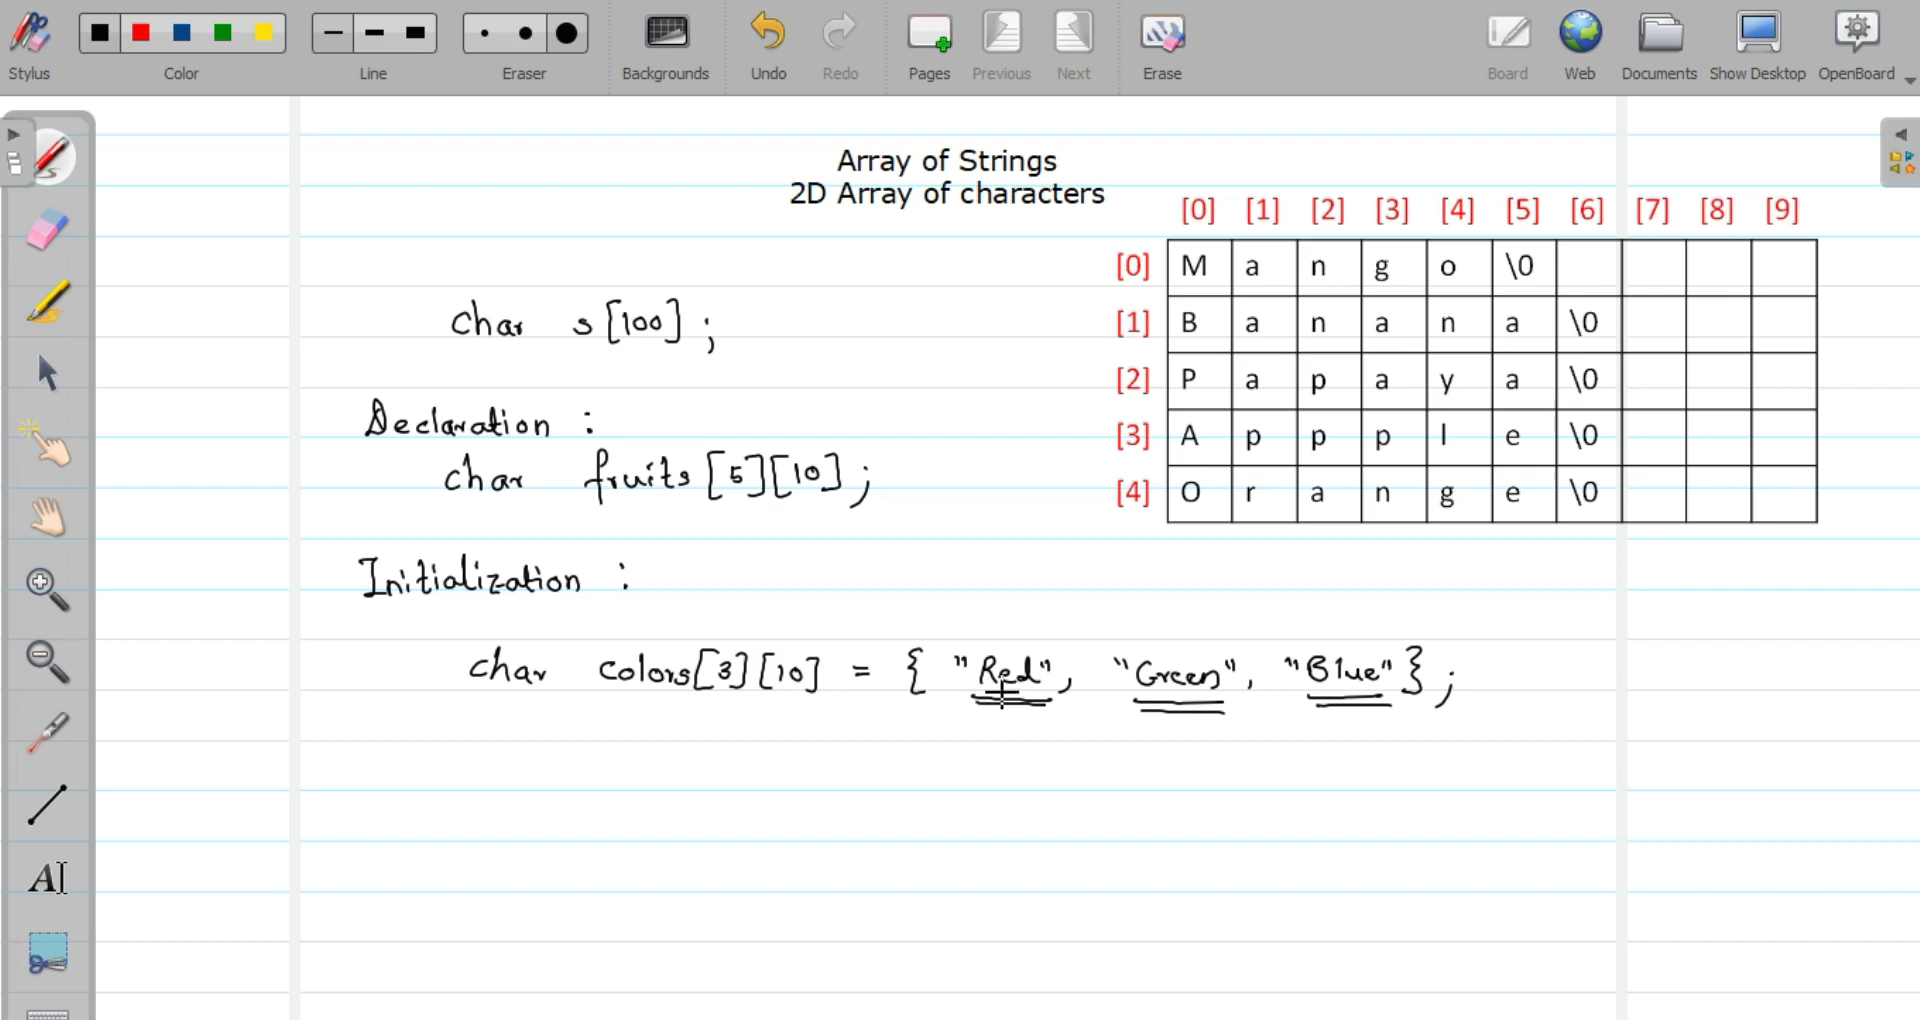 Stylus Color Line Eraser Backgrounds Undo Redo Pages Previous Next Erase Board Web Documents Show Desktop OpenBoard
Array of Strings
2D Array of characters
[0] [1] [2] [3] [4] [5] [6] [7] [8] [9]
[0] M a n g o \0
[1] B a n a n a \0
[2] P a p a y a \0
[3] A p p p l e \0
[4] O r a n g e \0
char s[100];
Declaration :
char fruits[5][10];
Initialization :
char colors[3][10] = { "Red", "Green", "Blue" };